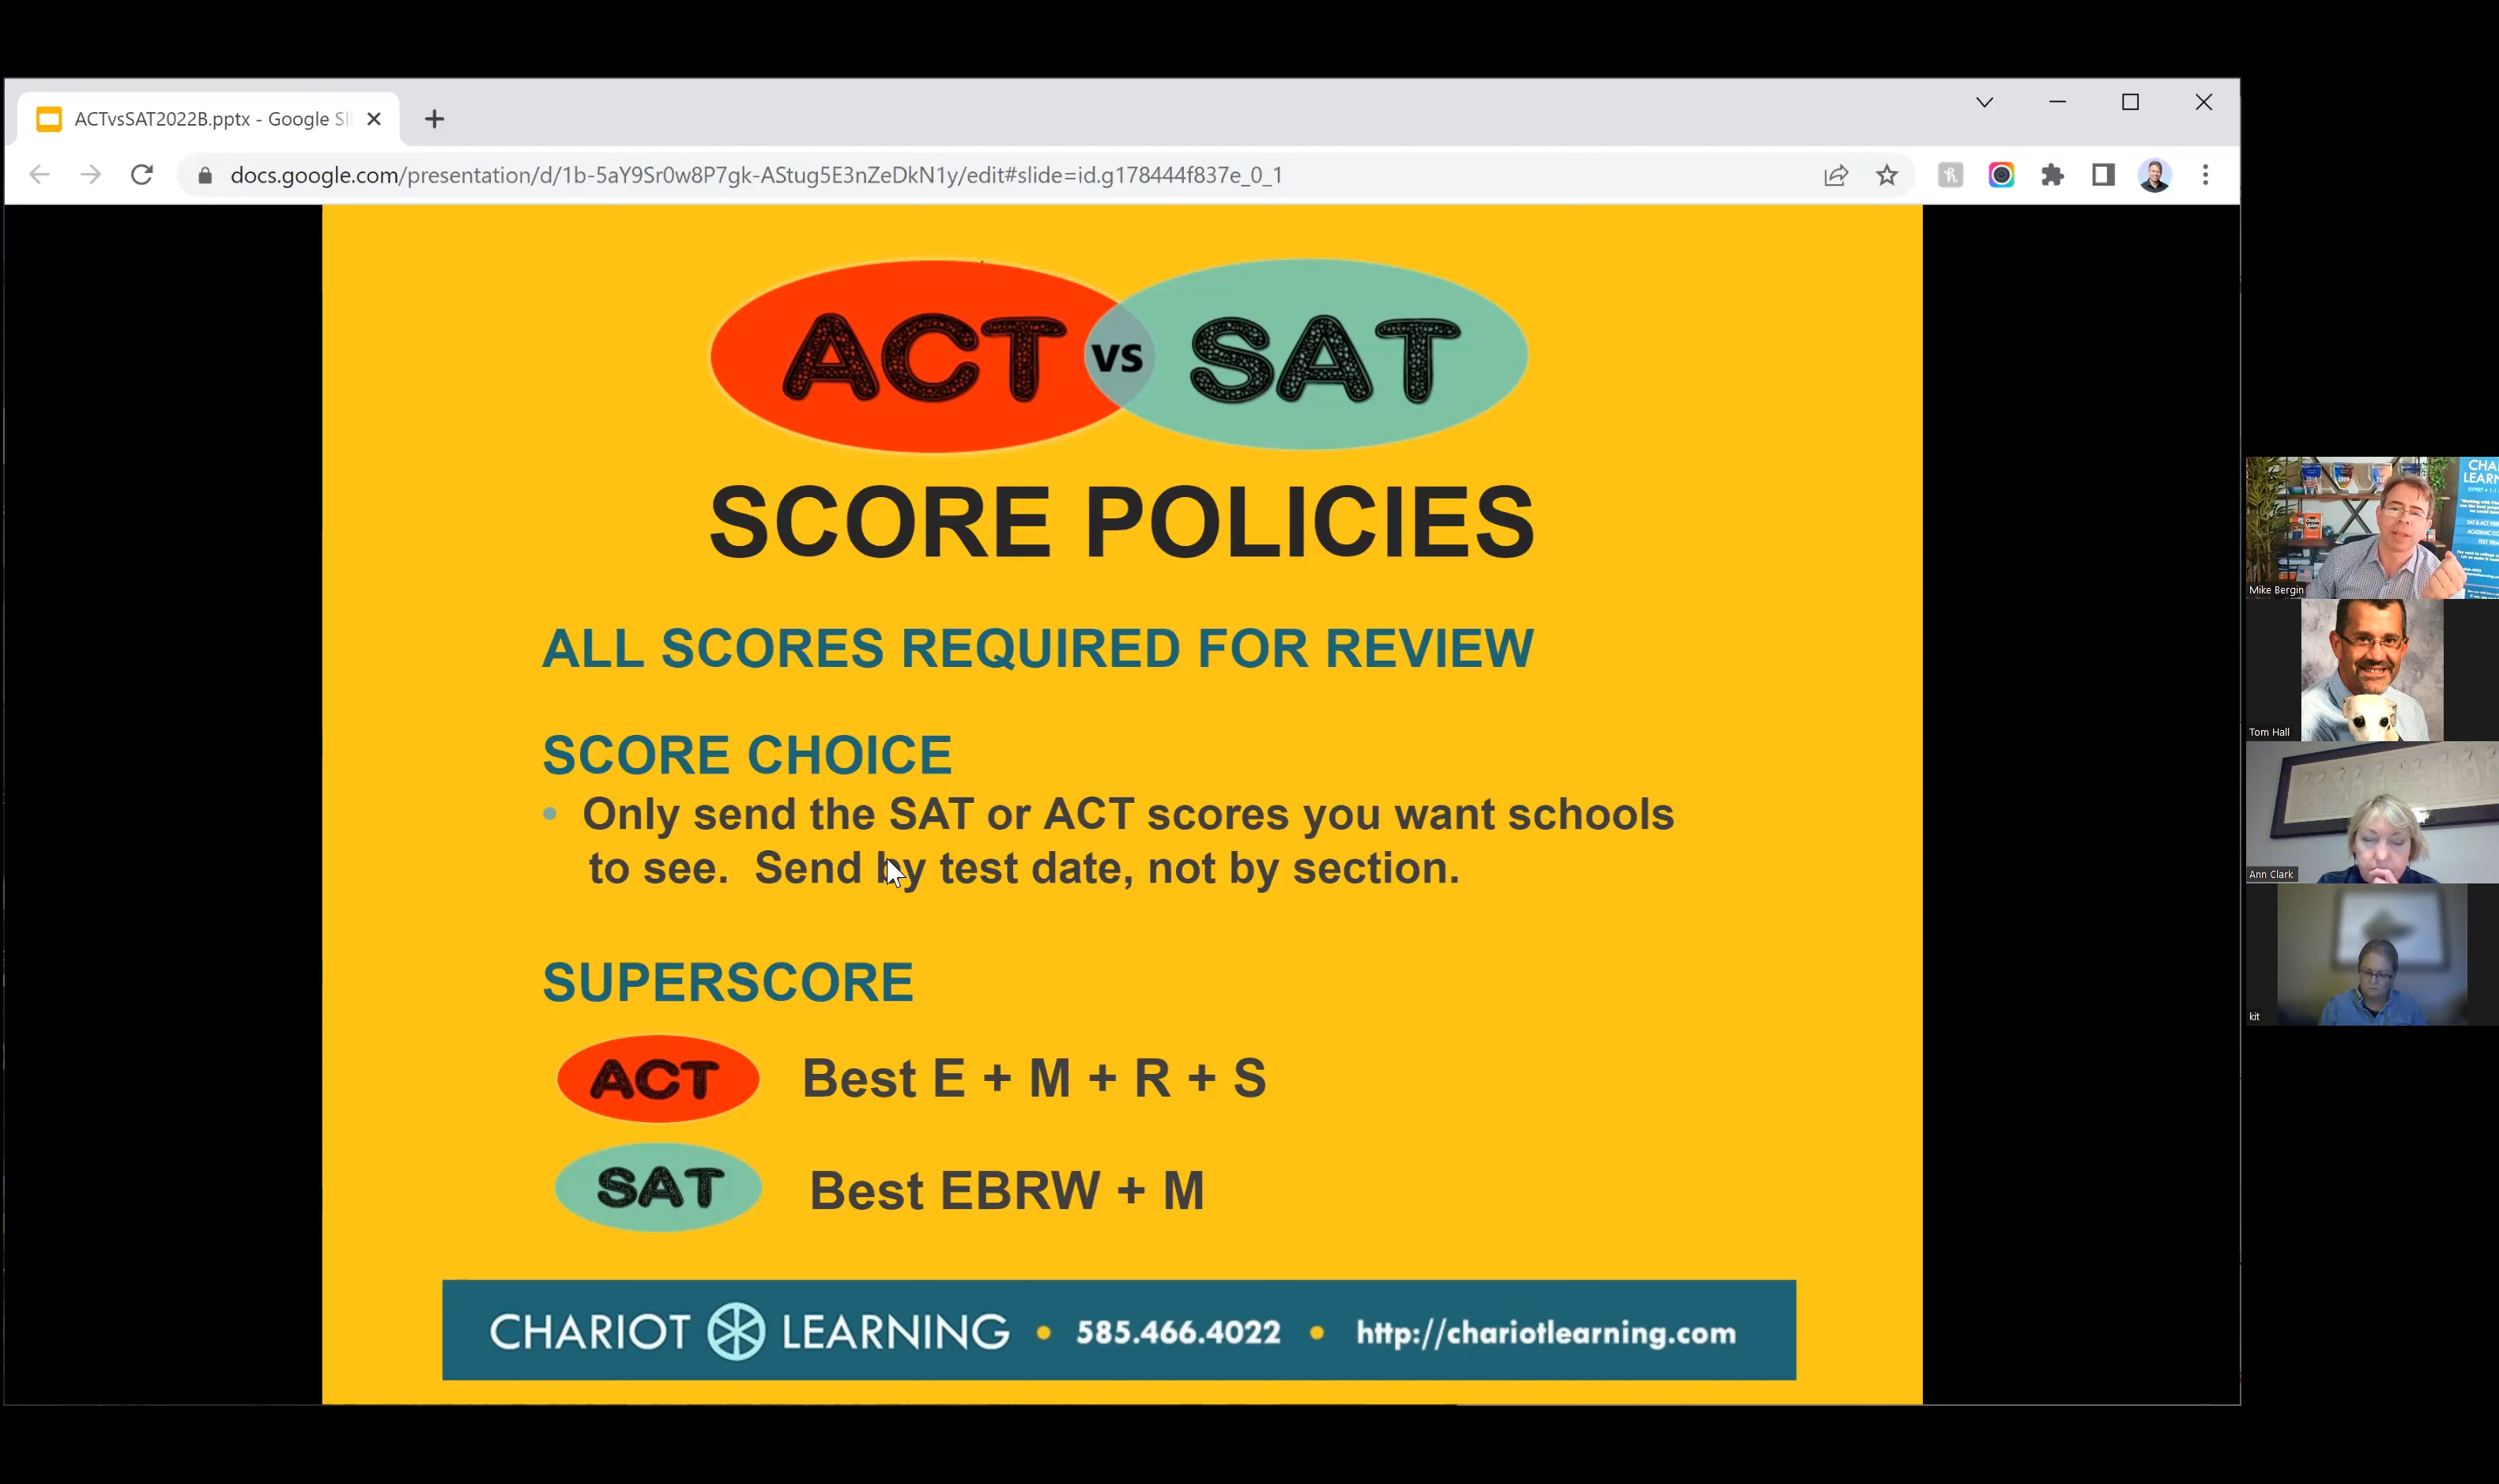 ACTvsSAT2022B.pptx - Google Sl
docs.google.com/presentation/d/1b-5aY9Sr0w8P7gk-AStug5E3nZeDkN1y/edit#slide=id.g178444f837e_0_1
ACT vs SAT
SCORE POLICIES
ALL SCORES REQUIRED FOR REVIEW
SCORE CHOICE
• Only send the SAT or ACT scores you want schools
to see. Send by test date, not by section.
SUPERSCORE
ACT Best E + M + R + S
SAT Best EBRW + M
CHARIOT LEARNING • 585.466.4022 • http://chariotlearning.com
CHA
LEARN
Mike Bergin
Tom Hall
Ann Clark
kit